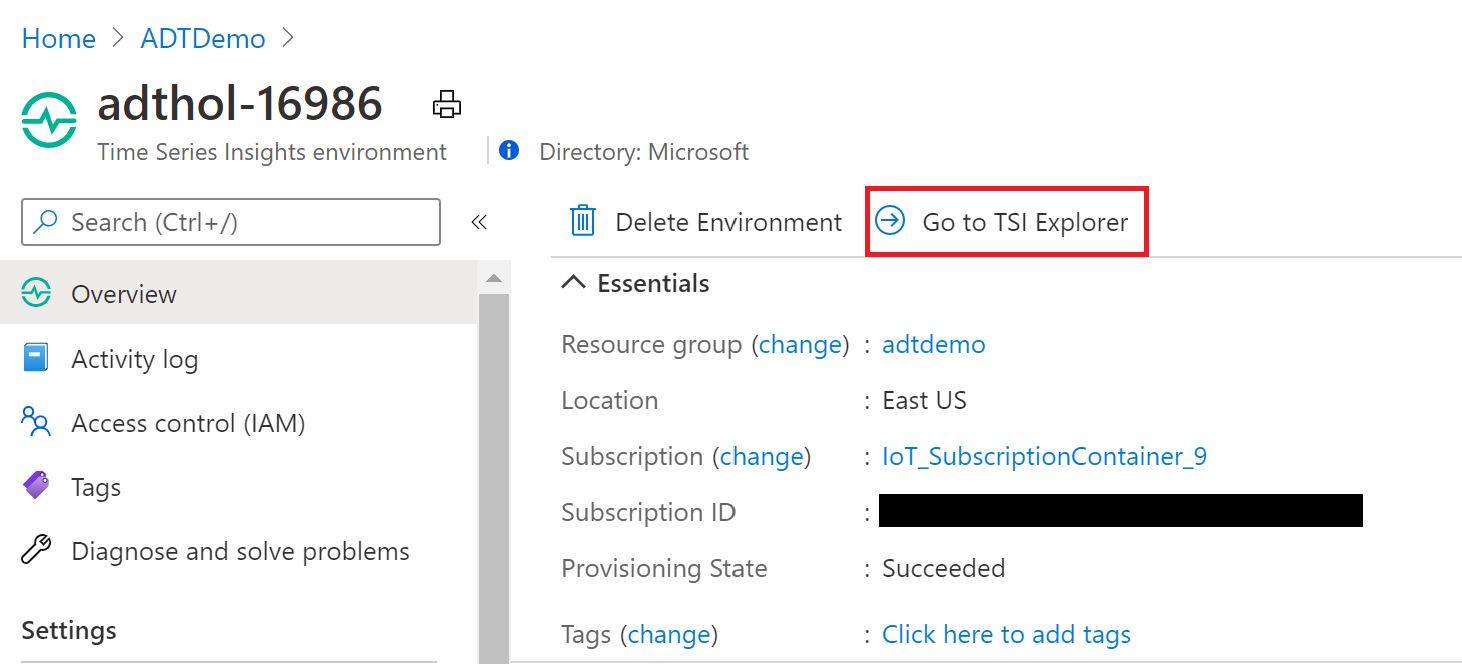 Home > ADTDemo >
adthol-16986
Time Series Insights environment
Directory: Microsoft
Search (Ctrl+/)
«
Delete Environment
Go to TSI Explorer
Overview
Activity log
Access control (IAM)
Tags
Diagnose and solve problems
Settings
Essentials
Resource group (change) : adtdemo
Location : East US
Subscription (change) : IoT_SubscriptionContainer_9
Subscription ID :
Provisioning State : Succeeded
Tags (change) : Click here to add tags